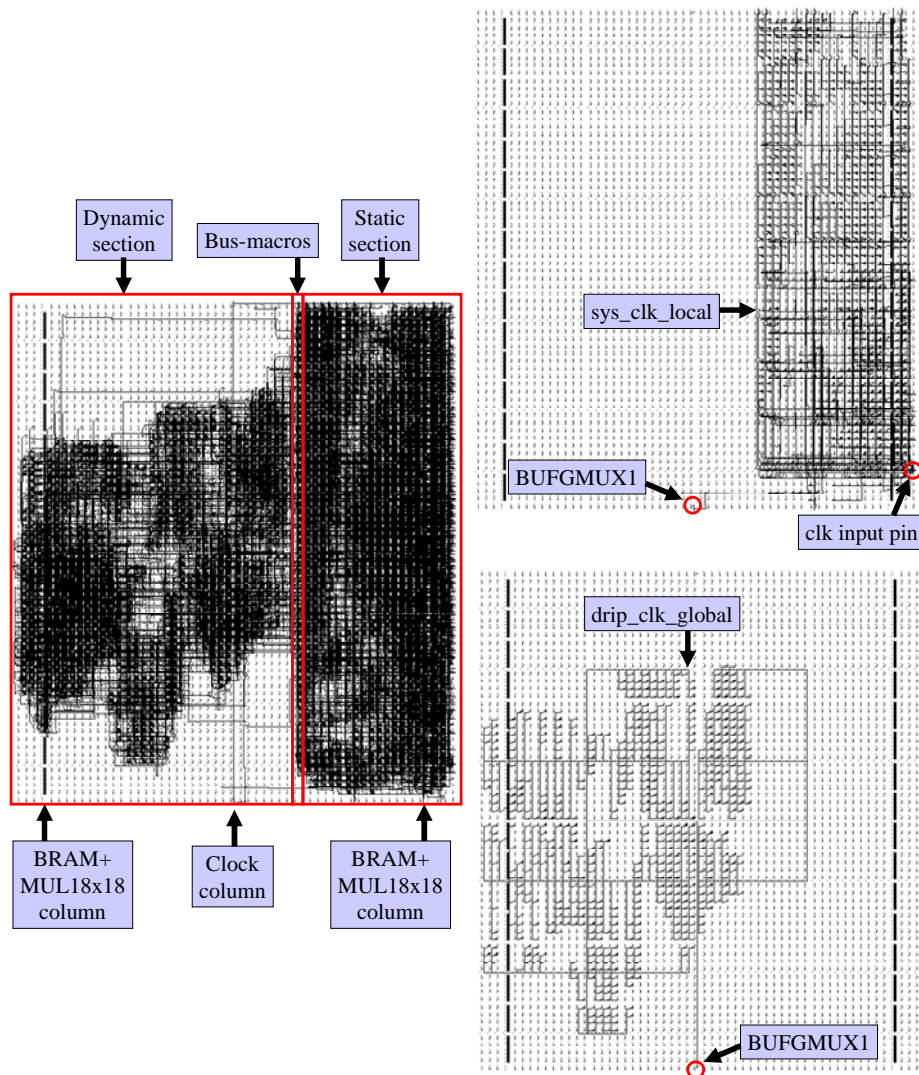 Dynamic
section
Bus-macros
Static
section
BRAM+
MUL18x18
column
Clock
column
BRAM+
MUL18x18
column
sys_clk_local
BUFGMUX1
clk input pin
drip_clk_global
BUFGMUX1